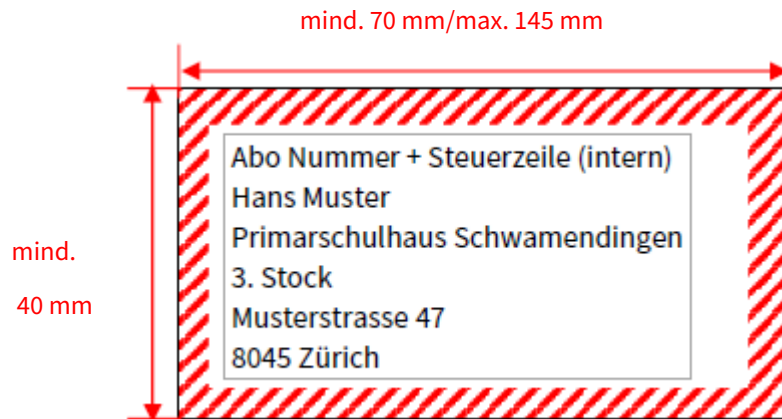 mind. 70 mm/max. 145 mm
Abo Nummer + Steuerzeile (intern)
Hans Muster
Primarschulhaus Schwamendingen
3. Stock
Musterstrasse 47
8045 Zürich
mind.
40 mm